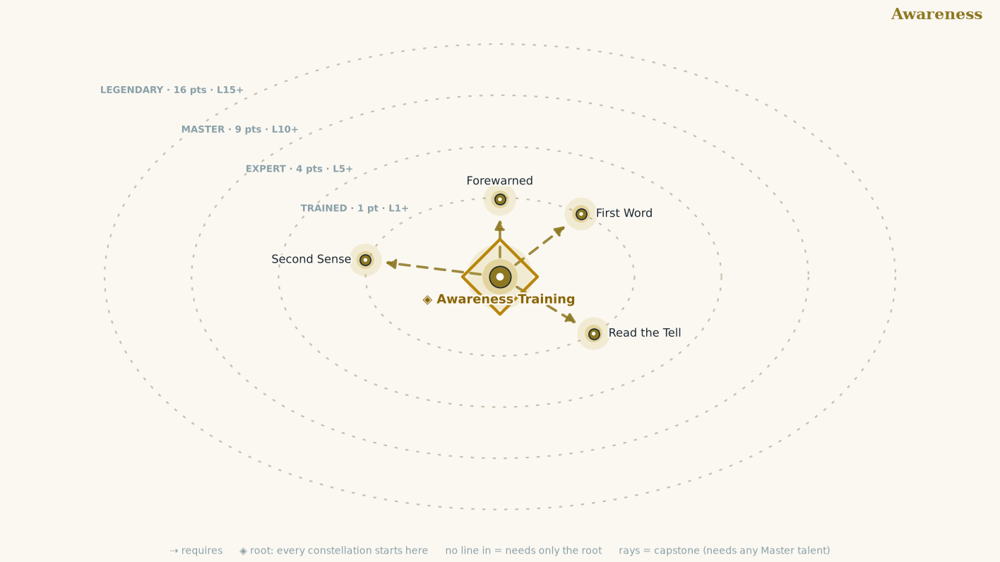 Awareness
LEGENDARY · 16 pts · L15+
MASTER · 9 pts · L10+
EXPERT · 4 pts · L5+
Forewarned
TRAINED · 1 pt · L1+
First Word
Second Sense
◈ Awareness Training
Read the Tell
⇢ requires ◈ root: every constellation starts here no line in = needs only the root rays = capstone (needs any Master talent)